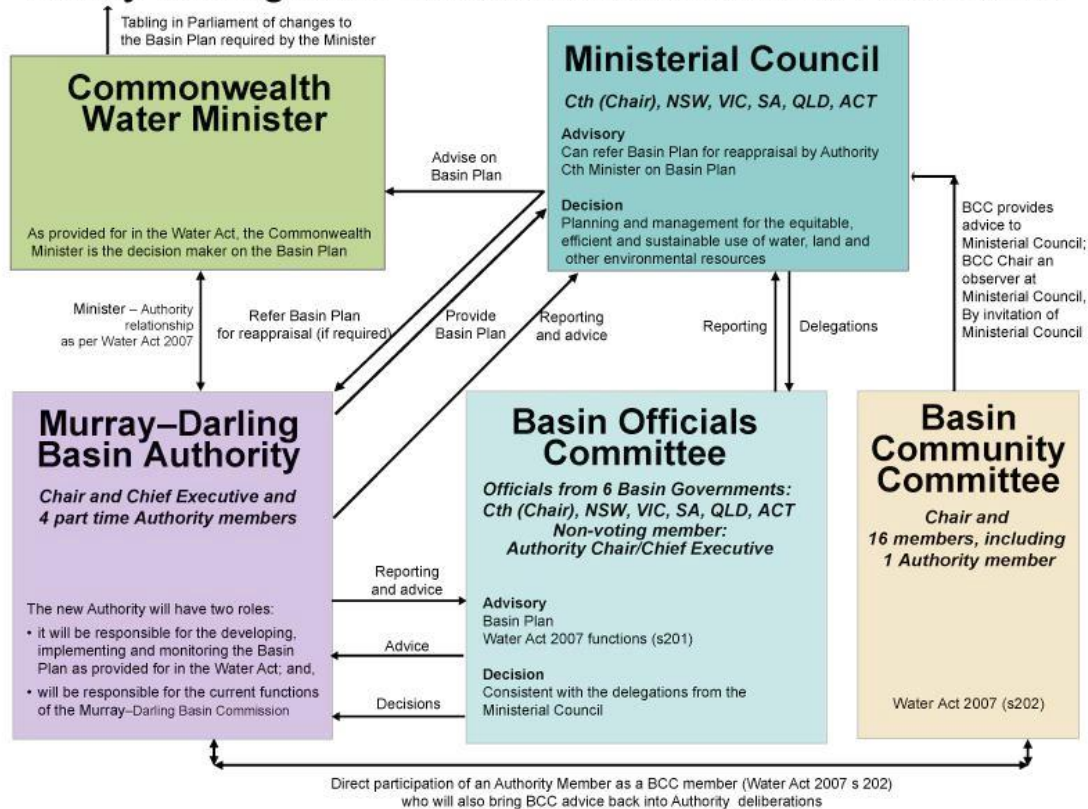 Tabling in Parliament of changes to
the Basin Plan required by the Minister
Commonwealth
Water Minister
As provided for in the Water Act, the Commonwealth
Minister is the decision maker on the Basin Plan
Advise on
Basin Plan
Ministerial Council
Cth (Chair), NSW, VIC, SA, QLD, ACT
Advisory
Can refer Basin Plan for reappraisal by Authority
Cth Minister on Basin Plan
Decision
Planning and management for the equitable,
efficient and sustainable use of water, land and
other environmental resources
BCC provides
advice to
Ministerial Council;
BCC Chair an
observer at
Ministerial Council,
By invitation of
Ministerial Council
Minister – Authority
relationship
as per Water Act 2007
Refer Basin Plan
for reappraisal (if required)
Provide
Basin Plan
Reporting
and advice
Reporting
Delegations
Murray–Darling
Basin Authority
Chair and Chief Executive and
4 part time Authority members
The new Authority will have two roles:
• it will be responsible for the developing,
implementing and monitoring the Basin
Plan as provided for in the Water Act; and,
• will be responsible for the current functions
of the Murray–Darling Basin Commission
Reporting
and advice
Advice
Decisions
Basin Officials
Committee
Officials from 6 Basin Governments:
Cth (Chair), NSW, VIC, SA, QLD, ACT
Non-voting member:
Authority Chair/Chief Executive
Advisory
Basin Plan
Water Act 2007 functions (s201)
Decision
Consistent with the delegations from the
Ministerial Council
Basin
Community
Committee
Chair and
16 members, including
1 Authority member
Water Act 2007 (s202)
Direct participation of an Authority Member as a BCC member (Water Act 2007 s 202)
who will also bring BCC advice back into Authority deliberations